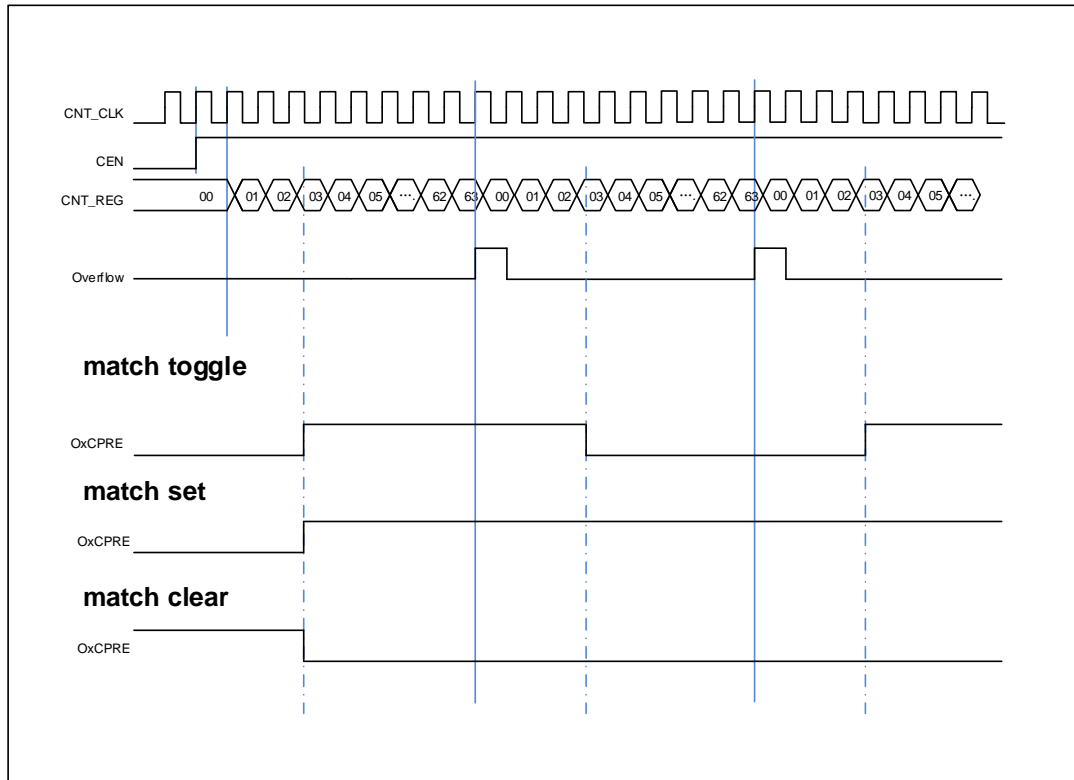 CNT_CLK
CEN
CNT_REG 00 01 02 03 04 05 ···. 62 63 00 01 02 03 04 05 ···. 62 63 00 01 02 03 04 05 ···.
Overflow
match toggle
OxCPRE
match set
OxCPRE
match clear
OxCPRE